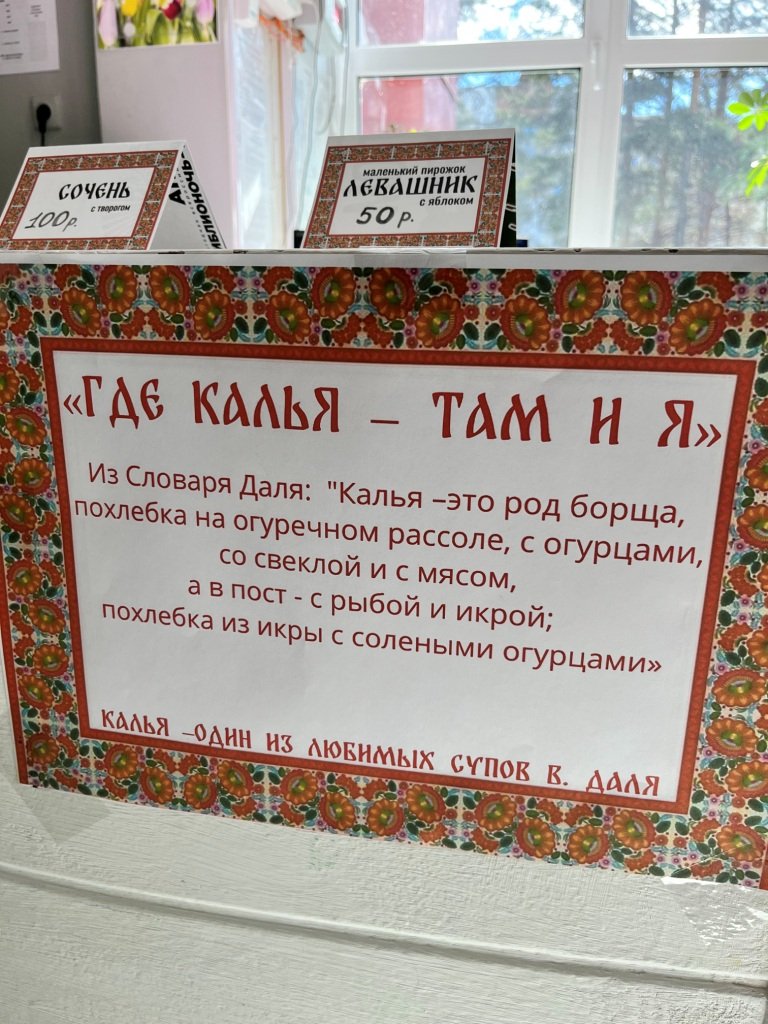 СОЧЕНЬ
с творогом
100р.
маленький пирожок
ЛЕВАШНИК
с яблоком
50 р.
«ГДЕ КАЛЬЯ – ТАМ И Я»
Из Словаря Даля: "Калья –это род борща,
похлебка на огуречном рассоле, с огурцами,
со свеклой и с мясом,
а в пост - с рыбой и икрой;
похлебка из икры с солеными огурцами»
КАЛЬЯ –ОДИН ИЗ ЛЮБИМЫХ СУПОВ В. ДАЛЯ